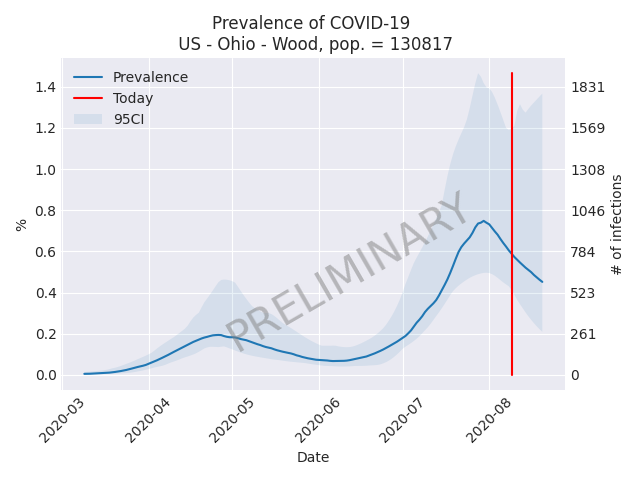 Prevalence of COVID-19
US - Ohio - Wood, pop. = 130817
Prevalence
Today
95CI
PRELIMINARY
%
1.4
1.2
1.0
0.8
0.6
0.4
0.2
0.0
1831
1569
1308
1046
784
523
261
0
# of infections
2020-03
2020-04
2020-05
2020-06
2020-07
2020-08
Date